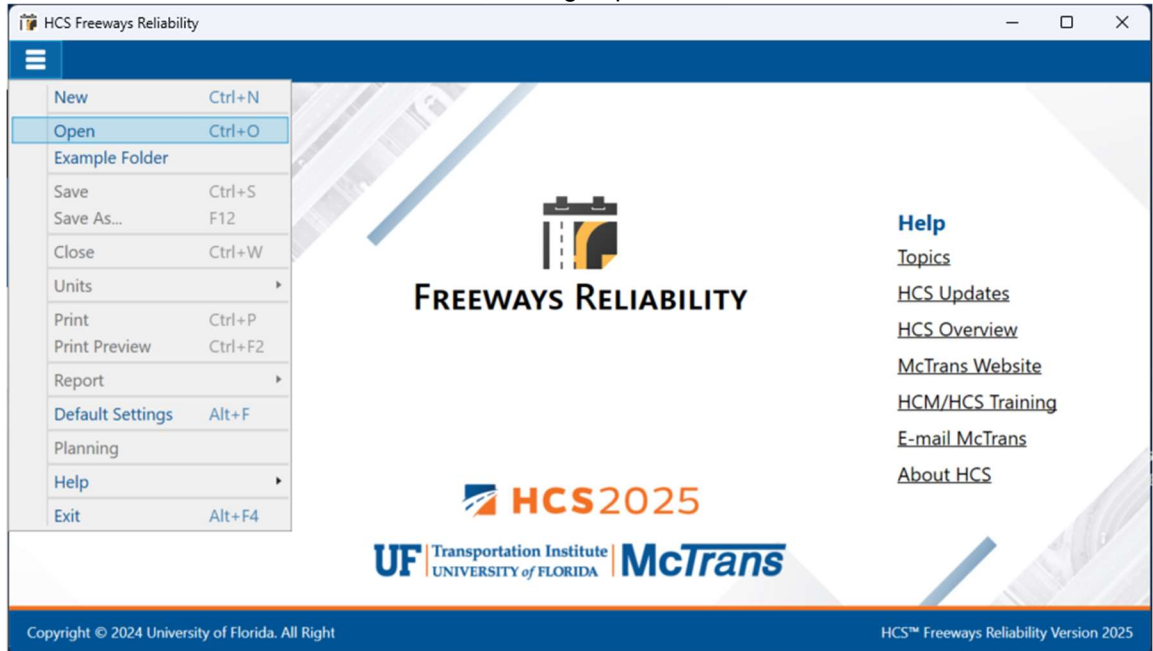 HCS Freeways Reliability
New Ctrl+N
Open Ctrl+O
Example Folder
Save Ctrl+S
Save As... F12
Close Ctrl+W
Units
Print Ctrl+P
Print Preview Ctrl+F2
Report
Default Settings Alt+F
Planning
Help
Exit Alt+F4
FREEWAYS RELIABILITY
Help
Topics
HCS Updates
HCS Overview
McTrans Website
HCM/HCS Training
E-mail McTrans
About HCS
HCS2025
UF Transportation Institute
UNIVERSITY of FLORIDA
McTrans
Copyright © 2024 University of Florida. All Right
HCS™ Freeways Reliability Version 2025